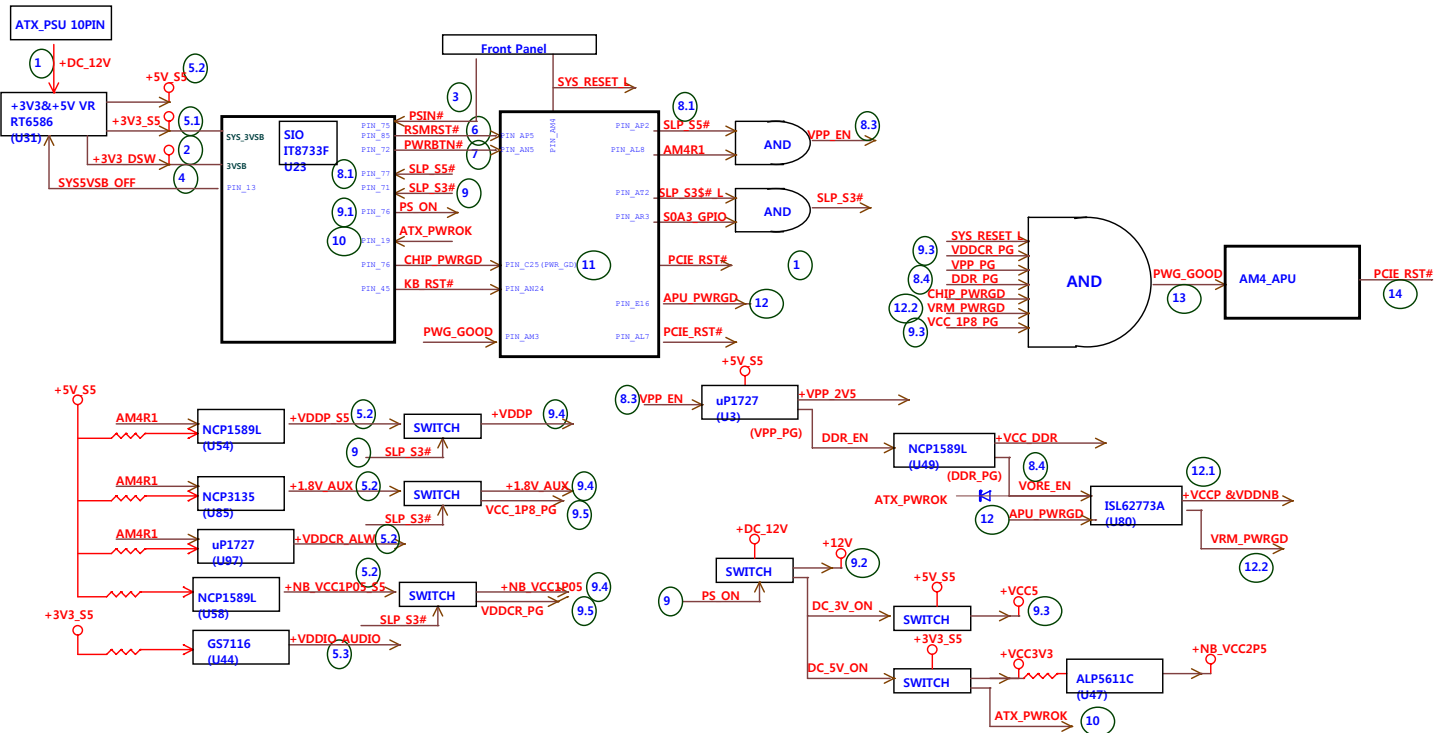 ATX_PSU 10PIN
1
+DC_12V
+5V_S5
5.2
+3V3&+5V VR
RT6586
(U31)
+3V3_S5
5.1
2
+3V3_DSW
4
SYS5VSB_OFF
SYS_3VSB
3VSB
PIN_13
SIO
IT8733F
U23
PIN_75
PIN_85
PIN_72
PIN_77
PIN_71
PIN_76
PIN_19
PIN_76
PIN_45
8.1
9.1
10
Front Panel
3
SYS_RESET_L
PSIN#
RSMRST#
6
PWRBTN#
7
SLP_S5#
SLP_S3#
9
PS_ON
ATX_PWROK
CHIP_PWRGD
KB_RST#
PWG_GOOD
PIN_AM4
PIN_AP5
PIN_AN5
PIN_C25(PWR_GD)
11
PIN_AN24
PIN_AM3
PIN_AP2
PIN_AL8
PIN_AT2
PIN_AR3
PIN_E16
PIN_AL7
8.1
SLP_S5#
AM4R1
AND
VPP_EN
8.3
SLP_S3$#_L
S0A3_GPIO
AND
SLP_S3#
PCIE_RST#
1
APU_PWRGD
12
PCIE_RST#
SYS_RESET_L
9.3
VDDCR_PG
VPP_PG
8.4
DDR_PG
CHIP_PWRGD
12.2
VRM_PWRGD
VCC_1P8_PG
9.3
AND
PWG_GOOD
13
AM4_APU
PCIE_RST#
14
+5V_S5
AM4R1
NCP1589L
(U54)
+VDDP_S5
5.2
SWITCH
+VDDP
9.4
9
SLP_S3#
AM4R1
NCP3135
(U85)
+1.8V_AUX
5.2
SWITCH
+1.8V_AUX
9.4
VCC_1P8_PG
9.5
SLP_S3#
AM4R1
uP1727
(U97)
+VDDCR_ALW
5.2
5.2
NCP1589L
(U58)
+NB_VCC1P05_S5
SWITCH
+NB_VCC1P05
9.4
VDDCR_PG
9.5
SLP_S3#
+3V3_S5
GS7116
(U44)
+VDDIO_AUDIO
5.3
+5V_S5
8.3
VPP_EN
uP1727
(U3)
+VPP_2V5
(VPP_PG)
DDR_EN
NCP1589L
(U49)
+VCC_DDR
(DDR_PG)
8.4
VORE_EN
ATX_PWROK
12
APU_PWRGD
ISL62773A
(U80)
12.1
+VCCP &VDDNB
VRM_PWRGD
12.2
+DC_12V
SWITCH
+12V
9.2
9
PS_ON
DC_3V_ON
+5V_S5
SWITCH
+VCC5
9.3
+3V3_S5
DC_5V_ON
SWITCH
+VCC3V3
ALP5611C
(U47)
+NB_VCC2P5
ATX_PWROK
10